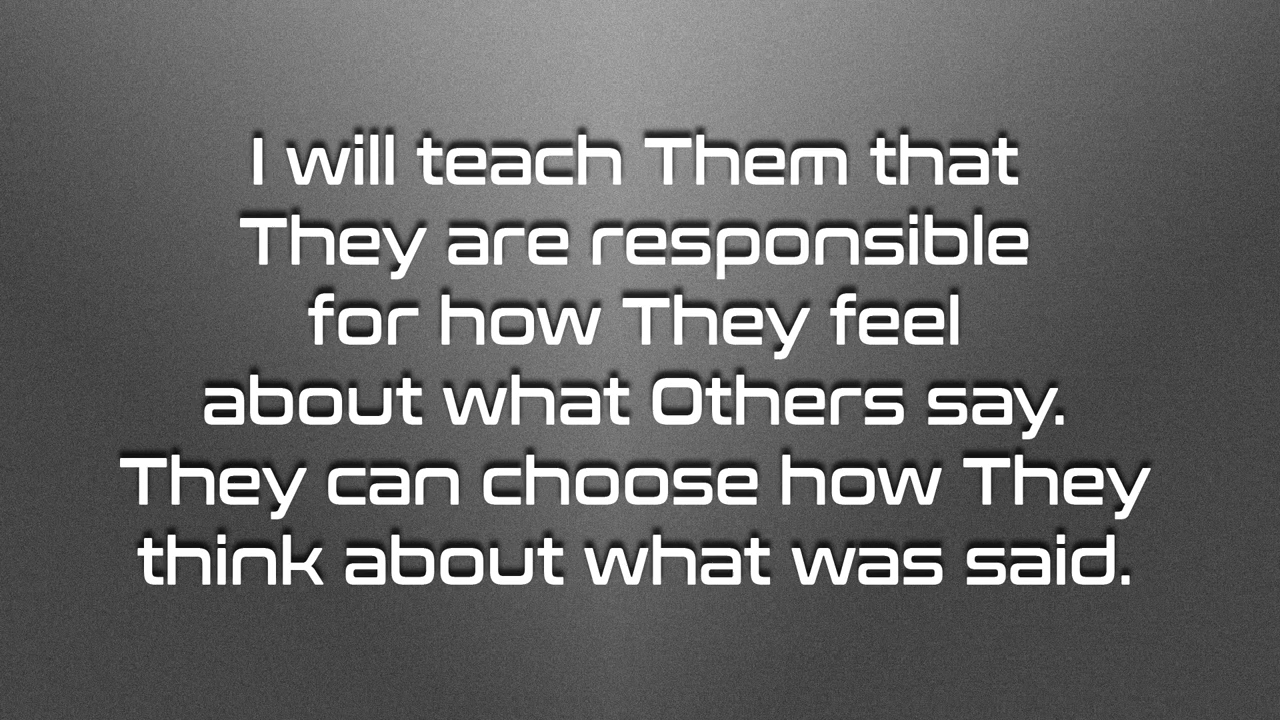 I will teach Them that
They are responsible
for how They feel
about what Others say.
They can choose how They
think about what was said.